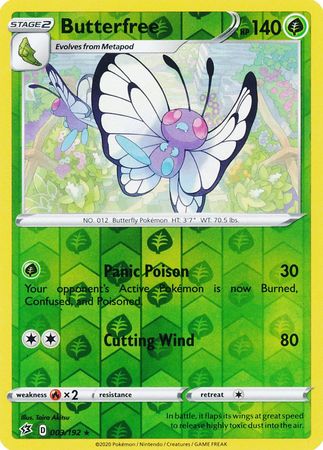 STAGE2 Butterfree HP 140
Evolves from Metapod
NO. 012 Butterfly Pokémon HT: 3'7" WT: 70.5 lbs.
Panic Poison 30
Your opponent's Active Pokémon is now Burned,
Confused, and Poisoned.
Cutting Wind 80
weakness ×2 resistance retreat
Illus. Taira Akitsu
D 003/192 ★
In battle, it flaps its wings at great speed
to release highly toxic dust into the air.
©2020 Pokémon / Nintendo / Creatures / GAME FREAK